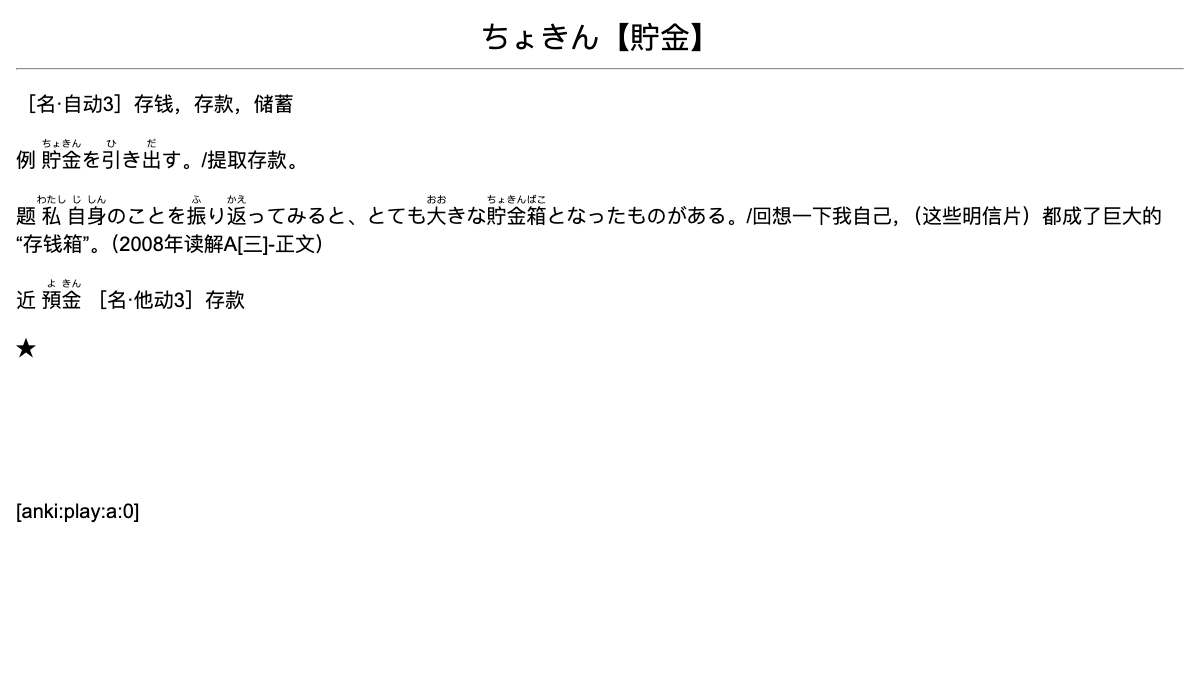 ちょきん【貯金】
［名·自动3］存钱，存款，储蓄
ちょきん ひ だ
例 貯金を引き出す。/提取存款。
わたし じ しん ふ かえ おお ちょきんばこ
题 私自身のことを振り返ってみると、とても大きな貯金箱となったものがある。/回想一下我自己，（这些明信片）都成了巨大的
“存钱箱”。（2008年读解A[三]-正文）
よ きん
近 預金 ［名·他动3］存款
★
[anki:play:a:0]